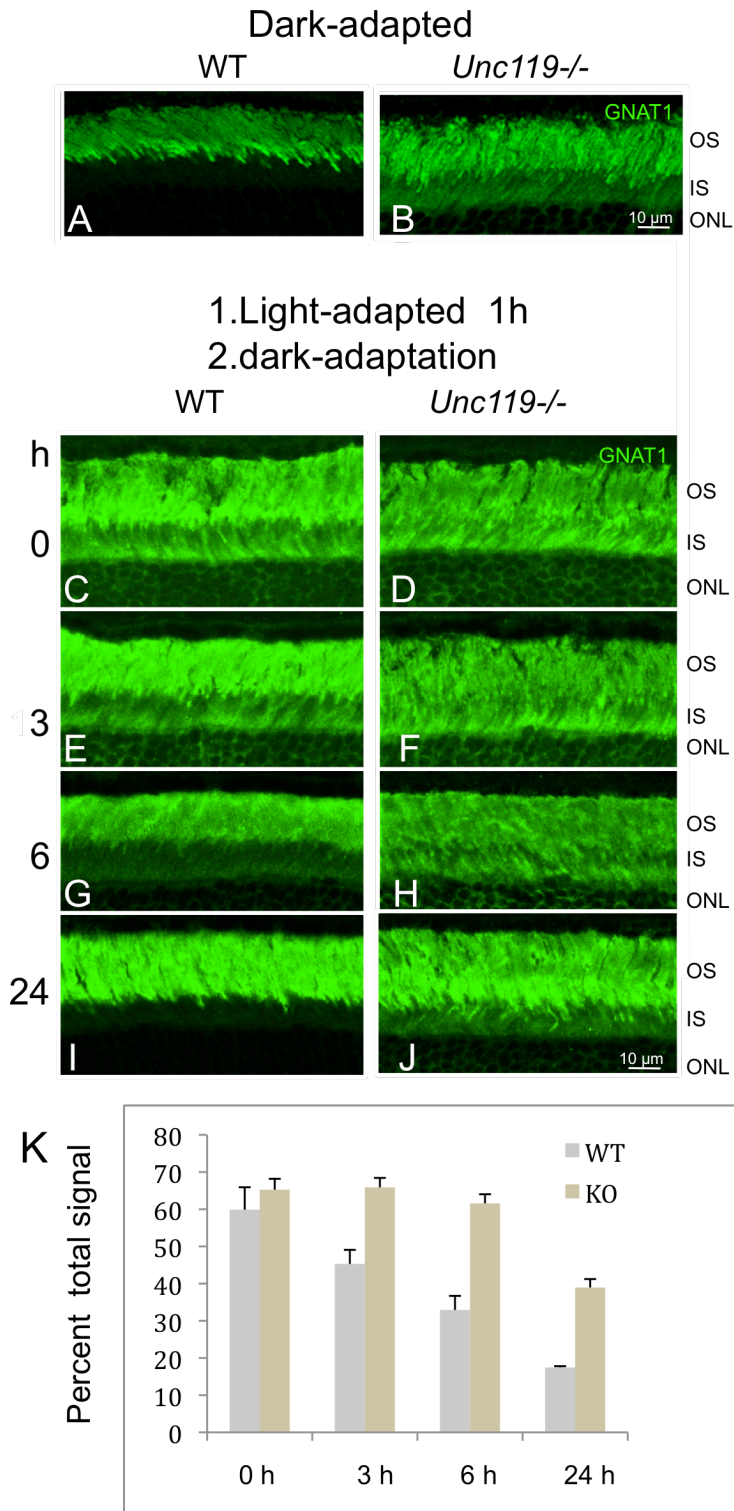 Dark-adapted
WT Unc119-/-
GNAT1
OS
IS
A B 10 µm ONL
1.Light-adapted 1h
2.dark-adaptation
WT Unc119-/-
h GNAT1
OS
0 IS
C D ONL
OS
3 IS
E F ONL
OS
6 IS
G H ONL
OS
24 IS
I J 10 µm ONL
K
Percent total signal
80
70
60
50
40
30
20
10
0
WT
KO
0 h 3 h 6 h 24 h